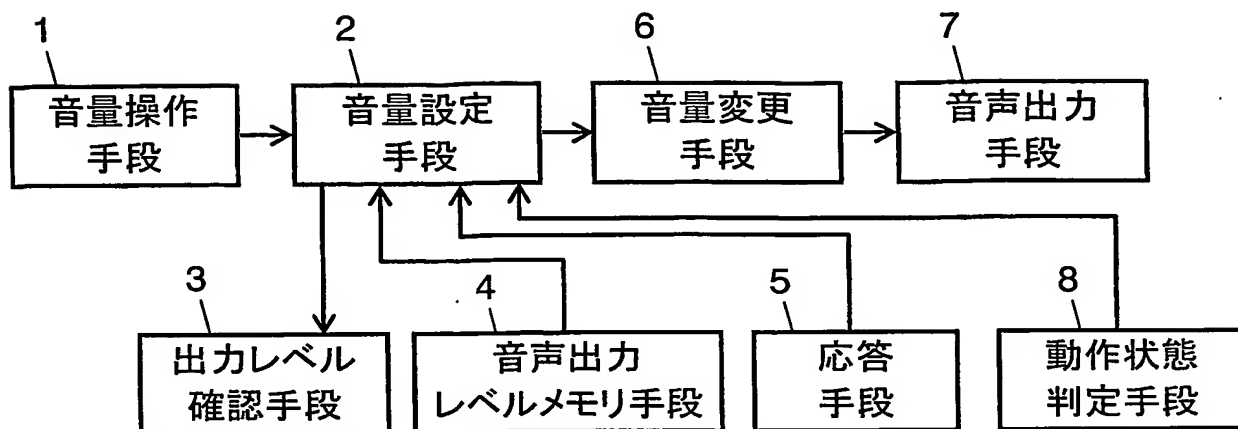 1
音量操作
手段
2
音量設定
手段
6
音量変更
手段
7
音声出力
手段
3
出力レベル
確認手段
4
音声出力
レベルメモリ手段
5
応答
手段
8
動作状態
判定手段